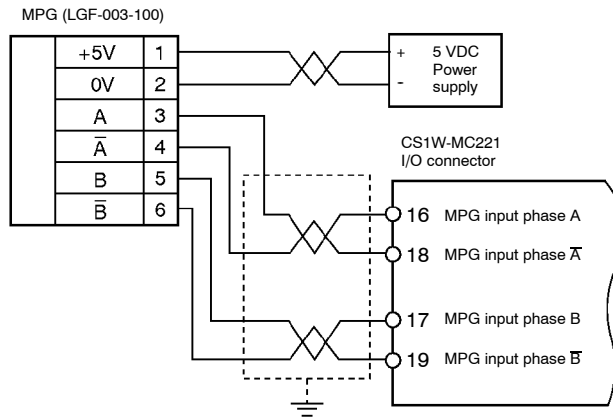 MPG (LGF-003-100)
+5V 1
0V 2
A 3
A̅ 4
B 5
B̅ 6
+ 5 VDC
Power
- supply
CS1W-MC221
I/O connector
16 MPG input phase A
18 MPG input phase A̅
17 MPG input phase B
19 MPG input phase B̅